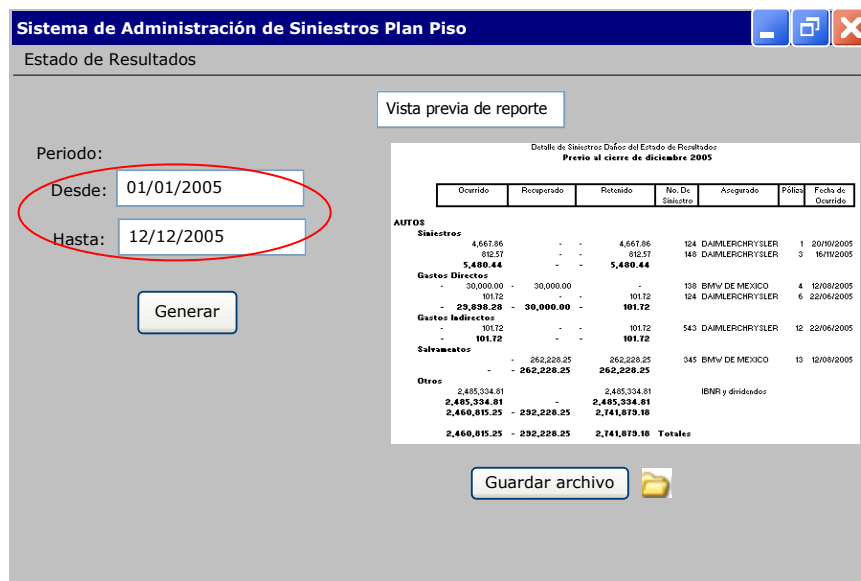 Sistema de Administración de Siniestros Plan Piso
Estado de Resultados
Vista previa de reporte
Periodo:
Desde: 01/01/2005
Hasta: 12/12/2005
Generar
Detalle de Siniestros Daños del Estado de Resultados
Previo al cierre de diciembre 2005
Ocurrido Recuperado Retenido No. De Siniestro Asegurado Póliza Fecha de Ocurrido
AUTOS
Siniestros
4,667.86 - - 4,667.86 124 DAIMLERCHRYSLER 1 20/10/2005
812.57 - - 812.57 148 DAIMLERCHRYSLER 3 16/11/2005
5,480.44 - - 5,480.44
Gastos Directos
- 30,000.00 - 30,000.00 - 138 BMW DE MEXICO 4 12/08/2005
101.72 - - 101.72 124 DAIMLERCHRYSLER 6 22/06/2005
- 29,898.28 - 30,000.00 - 101.72
Gastos Indirectos
- 101.72 - - 101.72 543 DAIMLERCHRYSLER 12 22/06/2005
- 101.72 - - 101.72
Salvamentos
- 262,228.25 262,228.25 345 BMW DE MEXICO 13 12/08/2005
- - 262,228.25 262,228.25
Otros
2,485,334.81 2,485,334.81 IBNR y dividendos
2,485,334.81 - 2,485,334.81
2,460,815.25 - 292,228.25 2,741,879.18
2,460,815.25 - 292,228.25 2,741,879.18 Totales
Guardar archivo